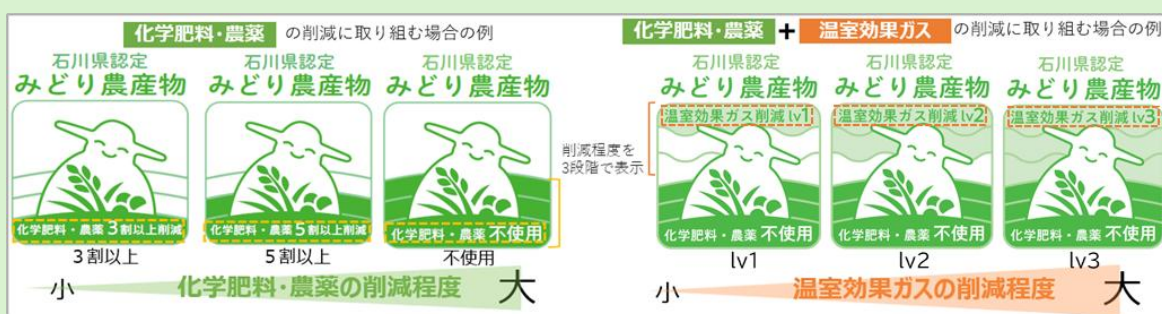 化学肥料・農薬 の削減に取り組む場合の例
石川県認定
みどり農産物
化学肥料・農薬3割以上削減
3割以上
石川県認定
みどり農産物
化学肥料・農薬5割以上削減
5割以上
石川県認定
みどり農産物
化学肥料・農薬 不使用
不使用
削減程度を
3段階で表示
小 化学肥料・農薬の削減程度 大
化学肥料・農薬 + 温室効果ガス の削減に取り組む場合の例
石川県認定
みどり農産物
温室効果ガス削減 lv1
化学肥料・農薬 不使用
lv1
石川県認定
みどり農産物
温室効果ガス削減 lv2
化学肥料・農薬 不使用
lv2
石川県認定
みどり農産物
温室効果ガス削減 lv3
化学肥料・農薬 不使用
lv3
小 温室効果ガスの削減程度 大